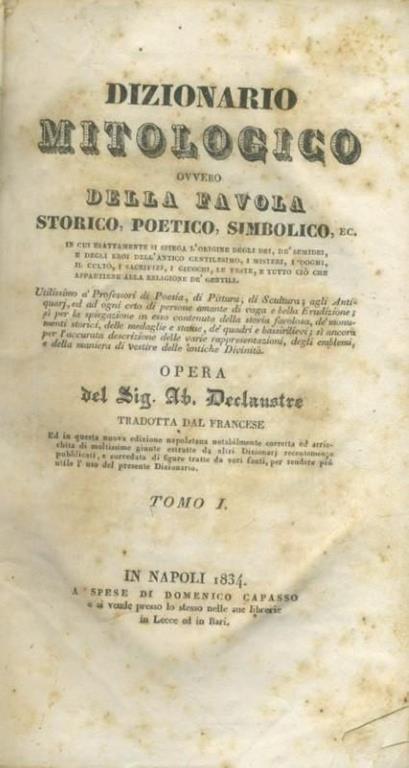 DIZIONARIO
MITOLOGICO
OVVERO
DELLA FAVOLA
STORICO, POETICO, SIMBOLICO, EC.
IN CUI ESATTAMENTE SI SPIEGA L'ORIGINE DEGLI DEI, DE' SEMIDEI,
E DEGLI EROI DELL'ANTICO GENTILESIMO, I MISTERI, I DOGMI,
IL CULTO, I SACRIFIZI, I GIUOCHI, LE FESTE, E TUTTO CIÒ CHE
APPARTIENE ALLA RELIGIONE DE' GENTILI.
Utilissimo a' Professori di Poesia, di Pittura, di Scultura; agli Anti-
quarj, ed ad ogni ceto di persone amante di vaga e bella Erudizione;
sì per la spiegazione in esso contenuta della storia favolosa, de' monu-
menti storici, delle medaglie e statue, de' quadri e bassirilievi; sì ancora
per l'accurata descrizione delle varie rappresentazioni, degli emblemi,
e della maniera di vestire delle antiche Divinità.
OPERA
del Sig. Ab. Declaustre
TRADOTTA DAL FRANCESE
Ed in questa nuova edizione napoletana notabilmente corretta ed arric-
chita di moltissime giunte estratte da altri Dizionarj recentemente
pubblicati, e corredata di figure tratte da veri fonti, per rendere più
utile l'uso del presente Dizionario.
TOMO I.
IN NAPOLI 1834.
A SPESE DI DOMENICO CAPASSO
e si vende presso lo stesso nelle sue librerie
in Lecce ed in Bari.